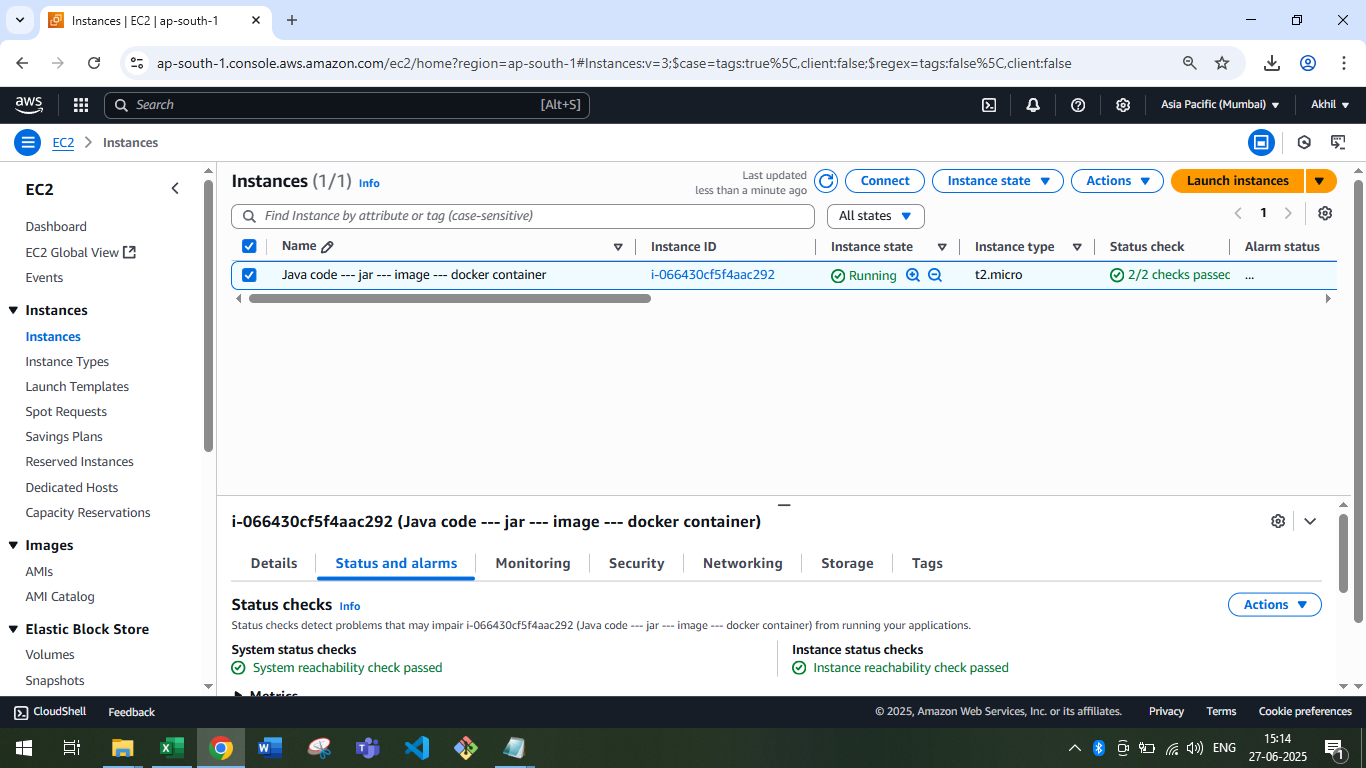 Instances | EC2 | ap-south-1
ap-south-1.console.aws.amazon.com/ec2/home?region=ap-south-1#Instances:v=3;$case=tags:true%5C,client:false;$regex=tags:false%5C,client:false
aws Search [Alt+S] Asia Pacific (Mumbai) Akhil
EC2 Instances
EC2
Dashboard
EC2 Global View
Events
Instances
Instances
Instance Types
Launch Templates
Spot Requests
Savings Plans
Reserved Instances
Dedicated Hosts
Capacity Reservations
Images
AMIs
AMI Catalog
Elastic Block Store
Volumes
Snapshots
Instances (1/1) Info
Last updated
less than a minute ago
Connect Instance state Actions Launch instances
Find Instance by attribute or tag (case-sensitive) All states 1
Name Instance ID Instance state Instance type Status check Alarm status
Java code --- jar --- image --- docker container i-066430cf5f4aac292 Running t2.micro 2/2 checks passed ...
i-066430cf5f4aac292 (Java code --- jar --- image --- docker container)
Details Status and alarms Monitoring Security Networking Storage Tags
Status checks Info Actions
Status checks detect problems that may impair i-066430cf5f4aac292 (Java code --- jar --- image --- docker container) from running your applications.
System status checks Instance status checks
System reachability check passed Instance reachability check passed
Metrics
CloudShell Feedback © 2025, Amazon Web Services, Inc. or its affiliates. Privacy Terms Cookie preferences
ENG 15:14
27-06-2025
1